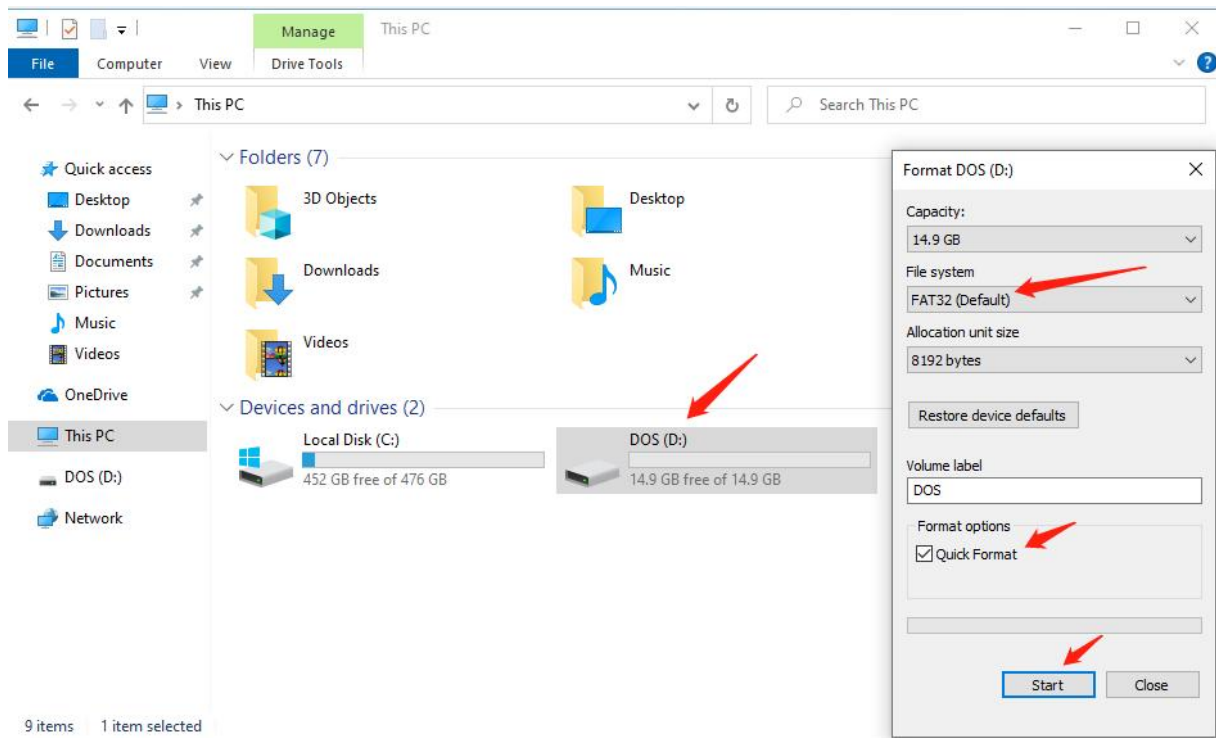 Manage This PC
File Computer View Drive Tools
This PC Search This PC
Quick access
Desktop
Downloads
Documents
Pictures
Music
Videos
OneDrive
This PC
DOS (D:)
Network
Folders (7)
3D Objects Desktop
Downloads Music
Videos
Devices and drives (2)
Local Disk (C:) DOS (D:)
452 GB free of 476 GB 14.9 GB free of 14.9 GB
Format DOS (D:)
Capacity:
14.9 GB
File system
FAT32 (Default)
Allocation unit size
8192 bytes
Restore device defaults
Volume label
DOS
Format options
Quick Format
Start Close
9 items 1 item selected